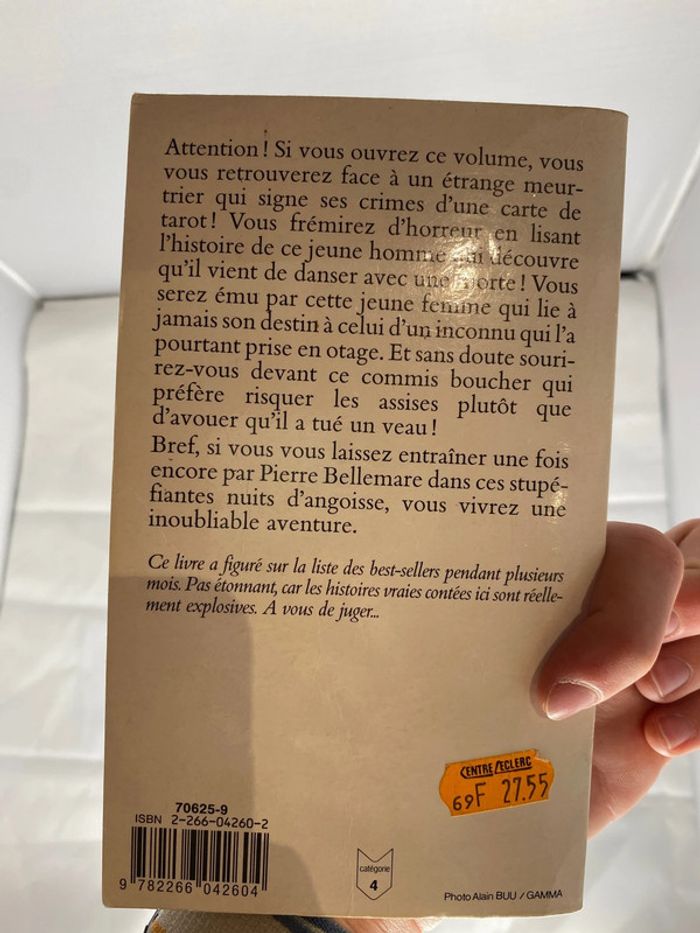 Attention ! Si vous ouvrez ce volume, vous
vous retrouverez face à un étrange meur-
trier qui signe ses crimes d'une carte de
tarot ! Vous frémirez d'horreur en lisant
l'histoire de ce jeune homme qui découvre
qu'il vient de danser avec une morte ! Vous
serez ému par cette jeune femme qui lie à
jamais son destin à celui d'un inconnu qui l'a
pourtant prise en otage. Et sans doute souri-
rez-vous devant ce commis boucher qui
préfère risquer les assises plutôt que
d'avouer qu'il a tué un veau !
Bref, si vous vous laissez entraîner une fois
encore par Pierre Bellemare dans ces stupé-
fiantes nuits d'angoisse, vous vivrez une
inoubliable aventure.
Ce livre a figuré sur la liste des best-sellers pendant plusieurs
mois. Pas étonnant, car les histoires vraies contées ici sont réelle-
ment explosives. A vous de juger...
CENTRE LECLERC
69F 27.55
70625-9
ISBN 2-266-04260-2
9 782266 042604
catégorie
4
Photo Alain BUU / GAMMA